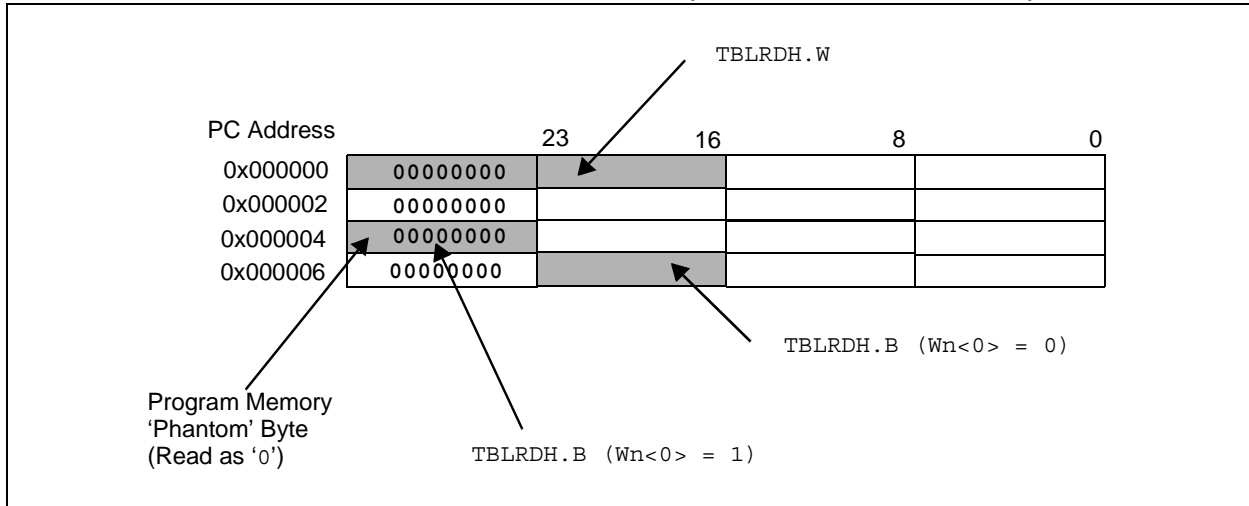 TBLRDH.W
PC Address
23 16 8 0
0x000000 00000000
0x000002 00000000
0x000004 00000000
0x000006 00000000
TBLRDH.B (Wn<0> = 0)
Program Memory
‘Phantom’ Byte
(Read as ‘0’)
TBLRDH.B (Wn<0> = 1)